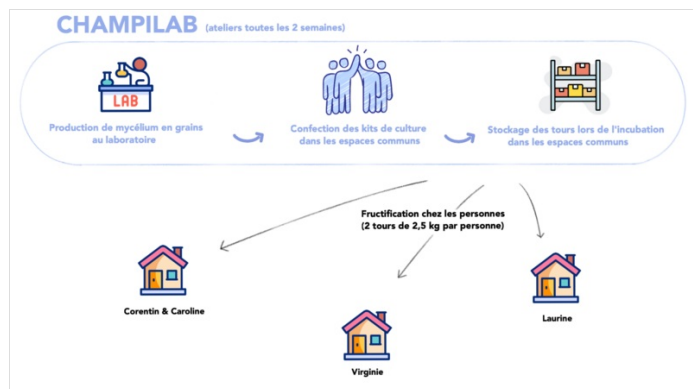 CHAMPILAB (ateliers toutes les 2 semaines)
LAB
Production de mycélium en grains
au laboratoire
Confection des kits de culture
dans les espaces communs
Stockage des tours lors de l'incubation
dans les espaces communs
Fructification chez les personnes
(2 tours de 2,5 kg par personne)
Corentin & Caroline
Laurine
Virginie